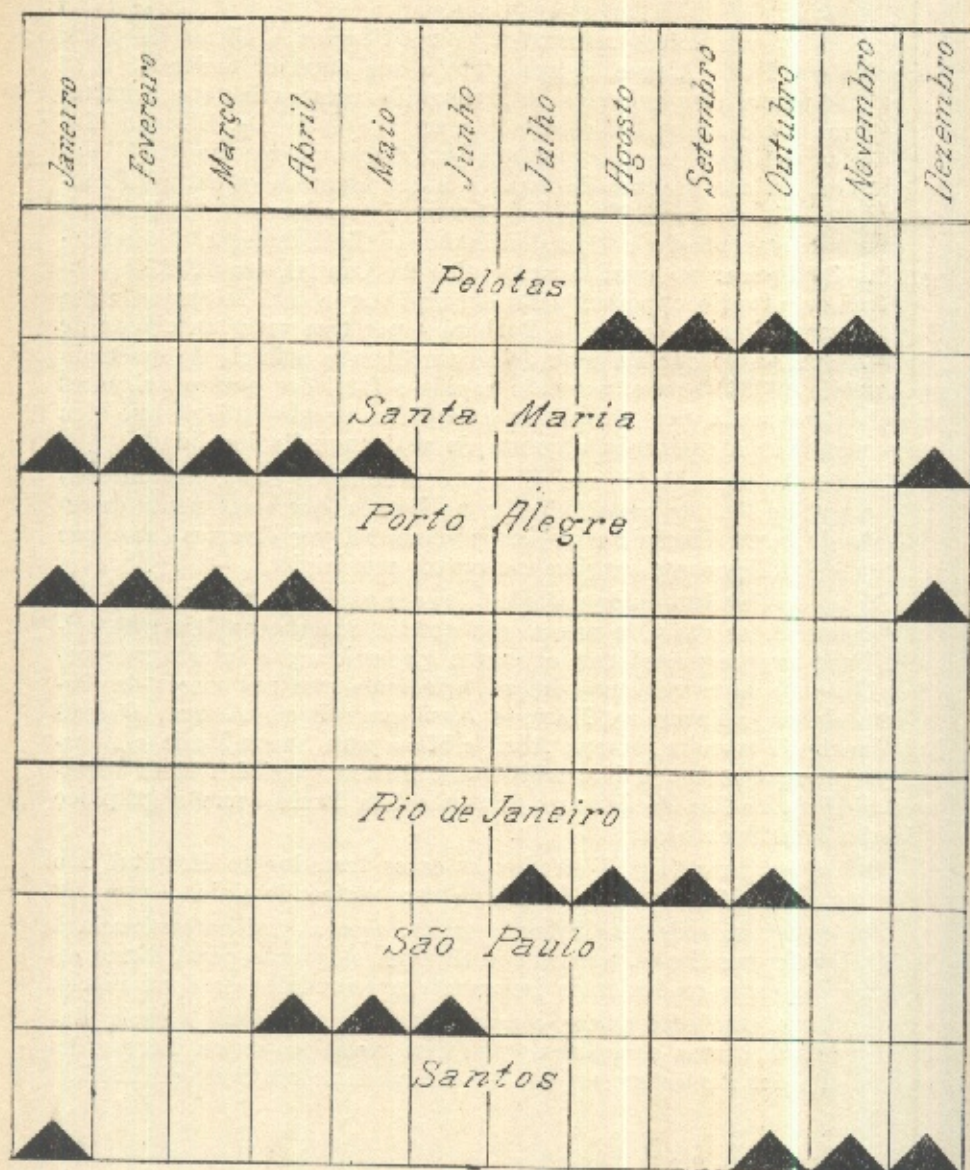 Janeiro Fevereiro Março Abril Maio Junho Julho Agosto Setembro Outubro Novembro Dezembro
Pelotas
Santa Maria
Porto Alegre
Rio de Janeiro
São Paulo
Santos